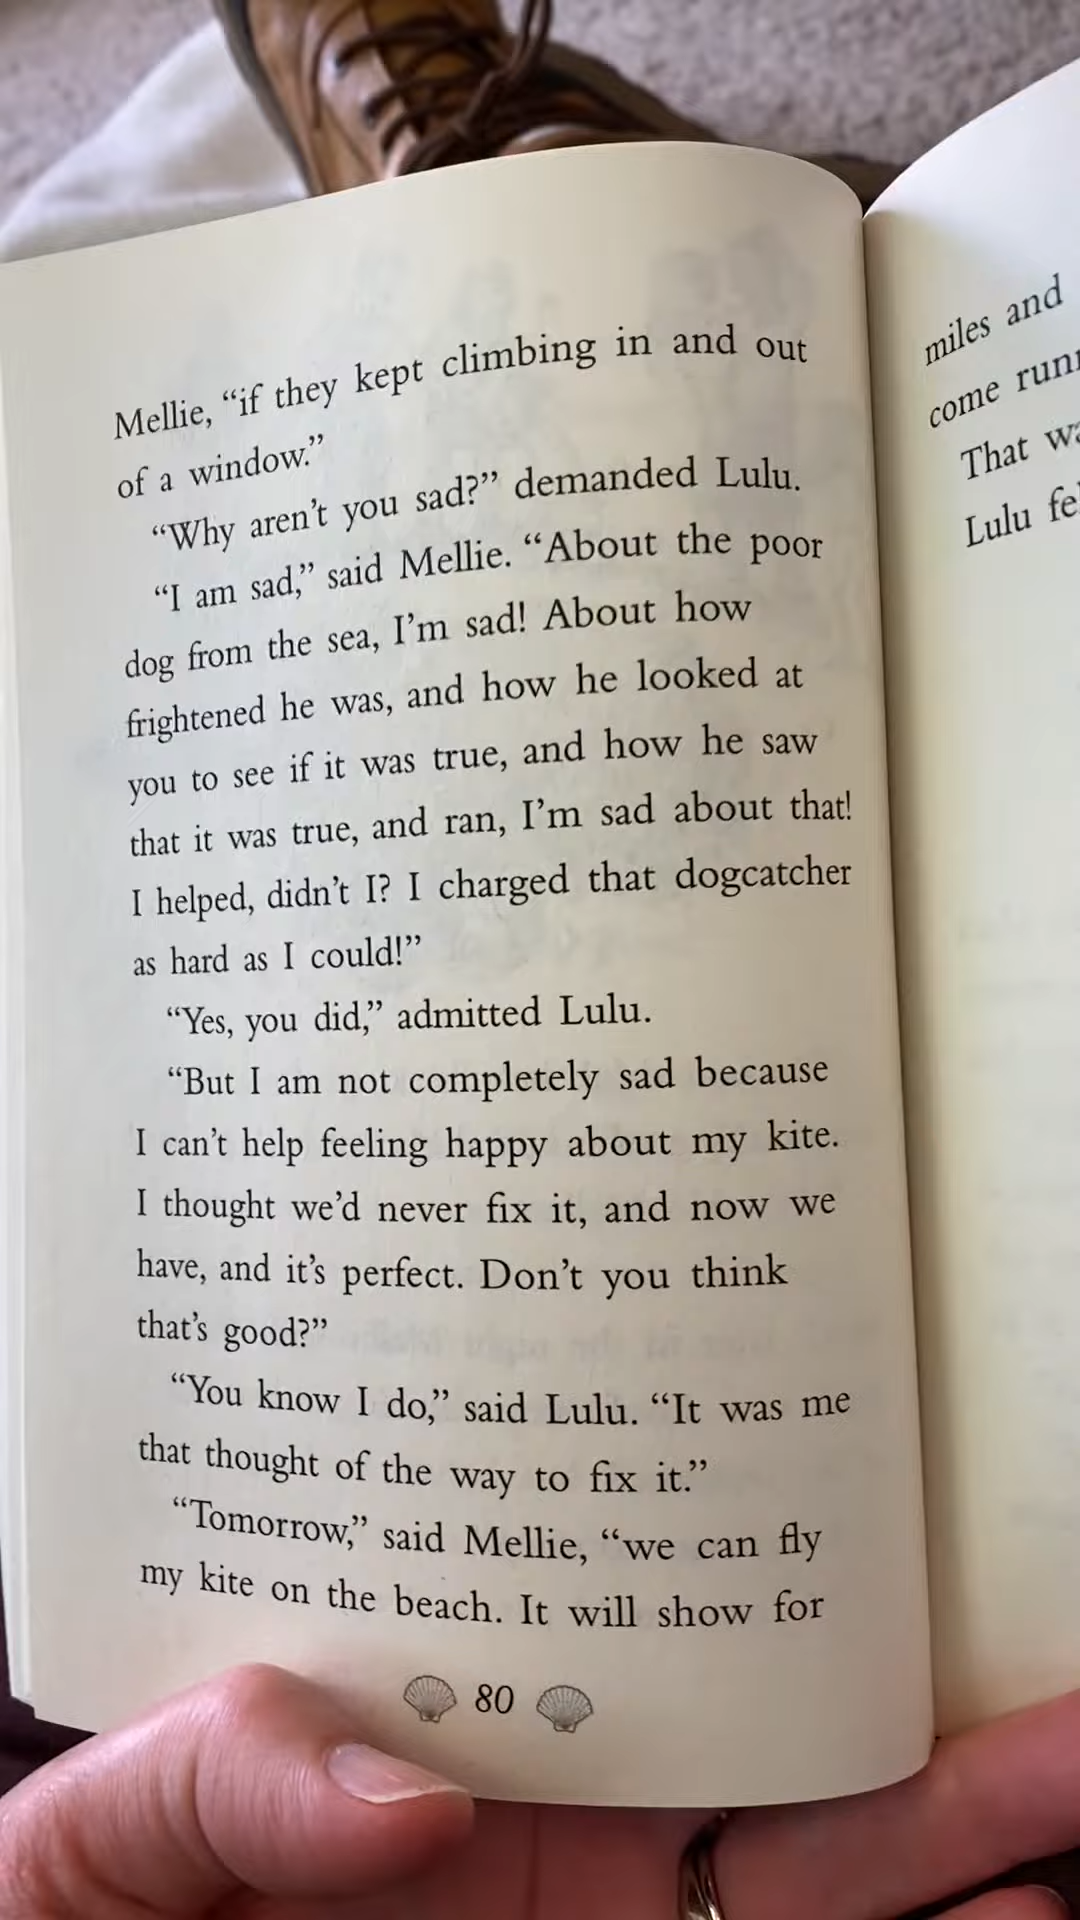 Mellie, “if they kept climbing in and out
of a window.”
“Why aren’t you sad?” demanded Lulu.
“I am sad,” said Mellie. “About the poor
dog from the sea, I’m sad! About how
frightened he was, and how he looked at
you to see if it was true, and how he saw
that it was true, and ran, I’m sad about that!
I helped, didn’t I? I charged that dogcatcher
as hard as I could!”
“Yes, you did,” admitted Lulu.
“But I am not completely sad because
I can’t help feeling happy about my kite.
I thought we’d never fix it, and now we
have, and it’s perfect. Don’t you think
that’s good?”
“You know I do,” said Lulu. “It was me
that thought of the way to fix it.”
“Tomorrow,” said Mellie, “we can fly
my kite on the beach. It will show for
80
miles and
come
That
Lulu